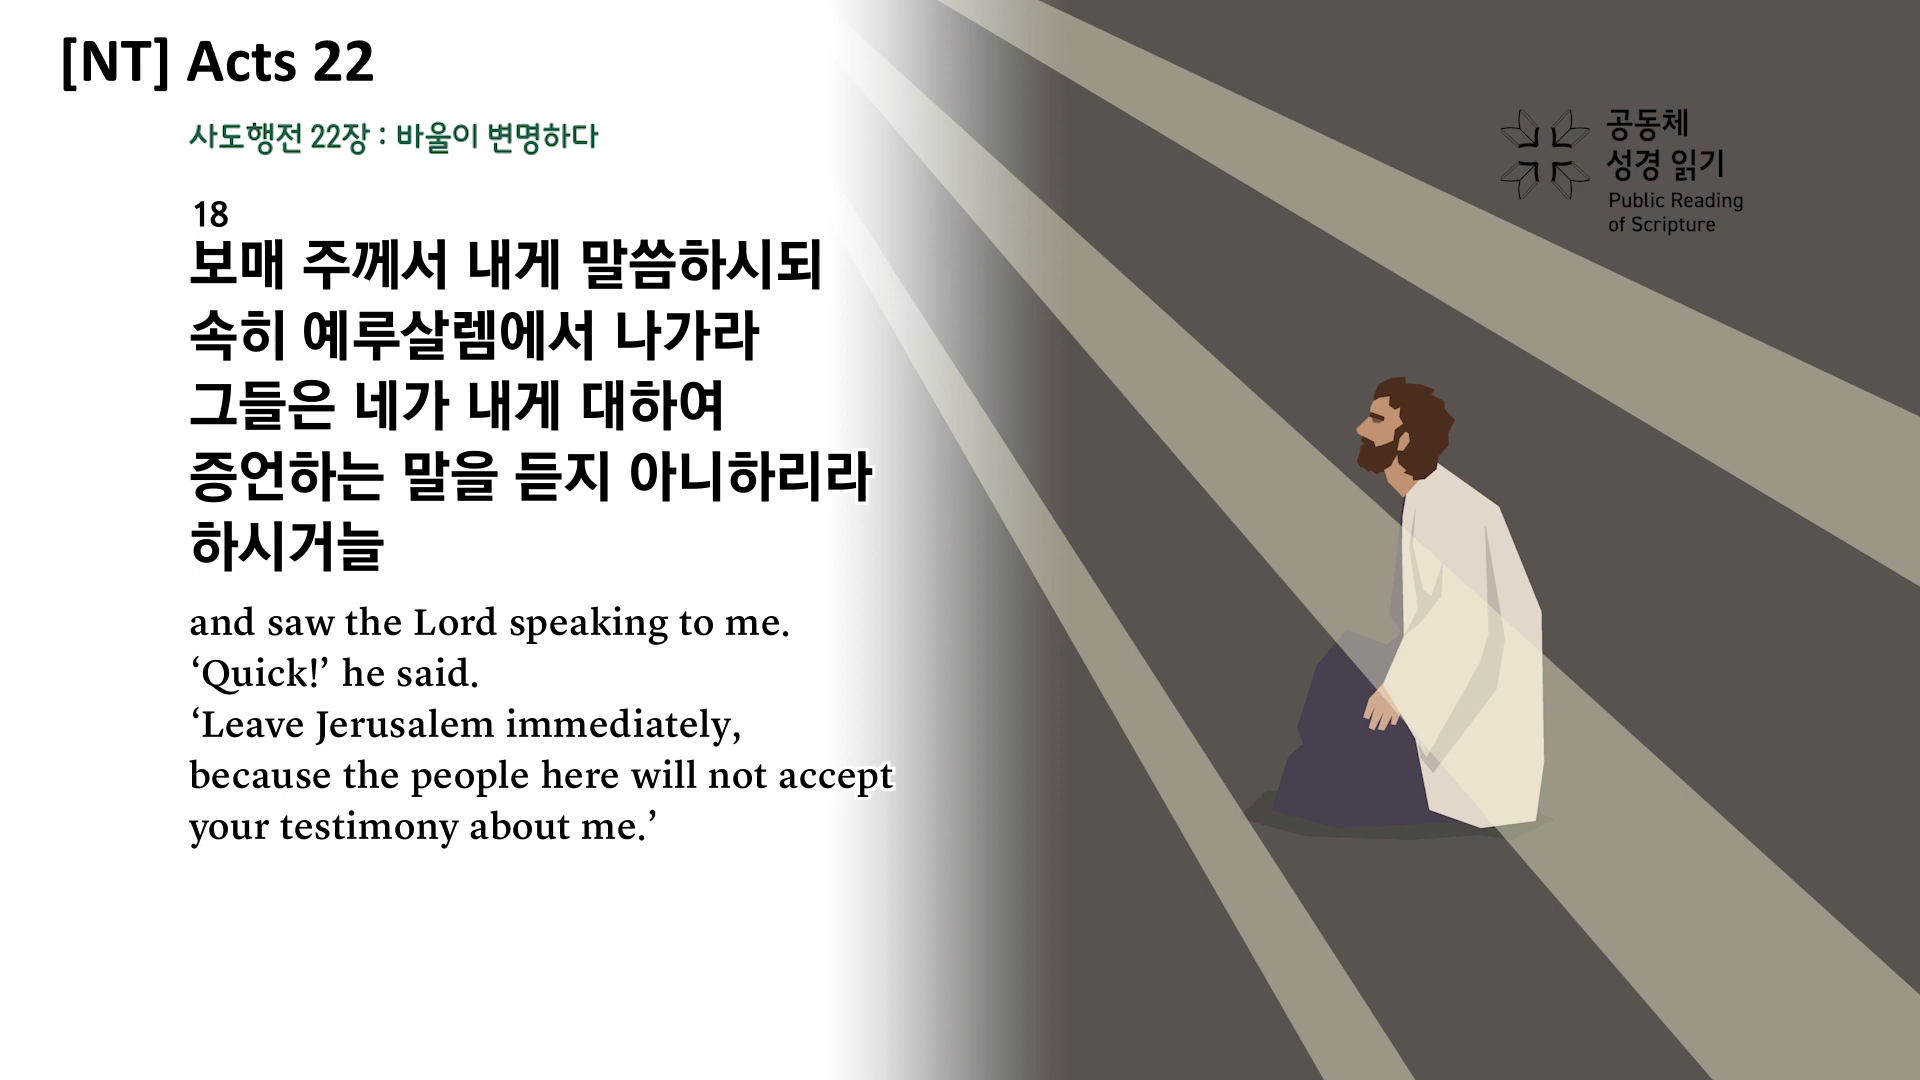 [NT] Acts 22
사도행전 22장 : 바울이 변명하다
18
보매 주께서 내게 말씀하시되
속히 예루살렘에서 나가라
그들은 네가 내게 대하여
증언하는 말을 듣지 아니하리라
하시거늘
and saw the Lord speaking to me.
‘Quick!’ he said.
‘Leave Jerusalem immediately,
because the people here will not accept
your testimony about me.’
공동체
성경 읽기
Public Reading
of Scripture